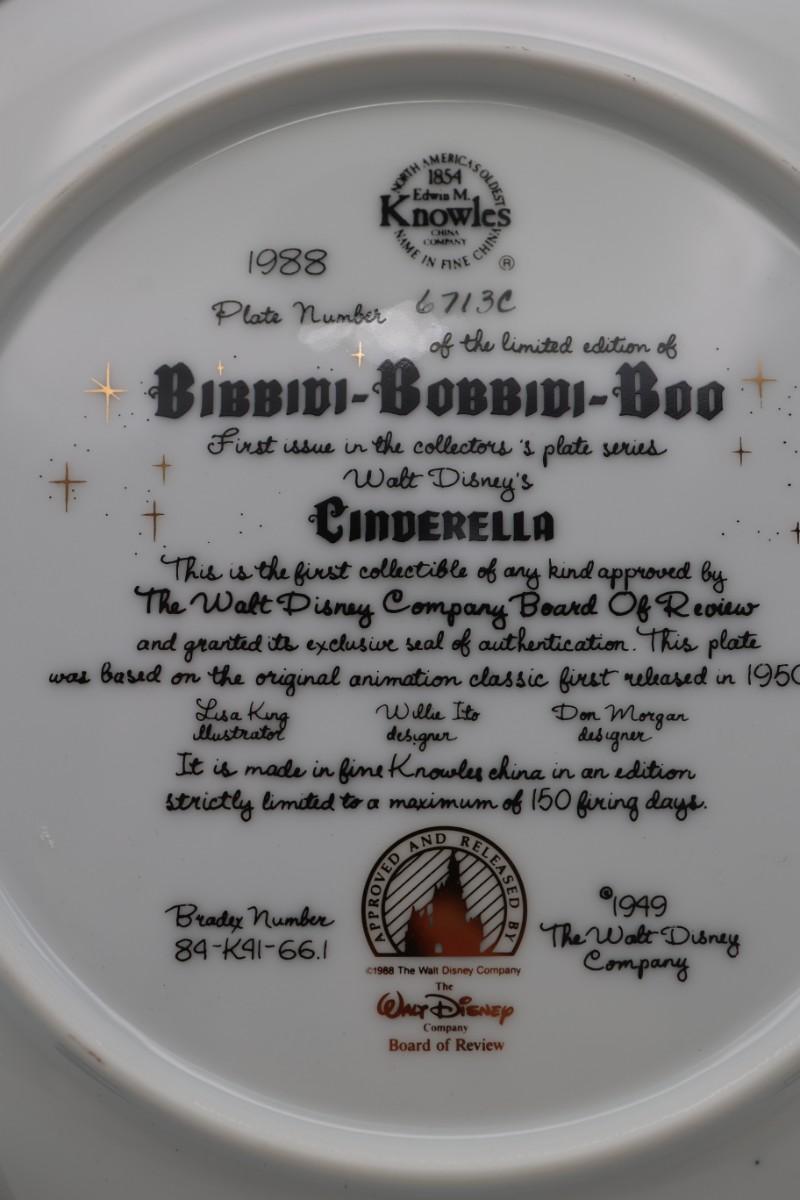 NORTH AMERICA'S OLDEST
1854
Edwin M.
Knowles
CHINA
COMPANY
NAME IN FINE CHINA
®
1988
Plate Number 6713C
of the limited edition of
BIBBIDI-BOBBIDI-BOO
First issue in the collectors's plate series
Walt Disney's
CINDERELLA
This is the first collectible of any kind approved by
The Walt Disney Company Board Of Review
and granted its exclusive seal of authentication. This plate
was based on the original animation classic first released in 1950
Lisa King Willie Ito Don Morgan
illustrator designer designer
It is made in fine Knowles china in an edition
strictly limited to a maximum of 150 firing days.
APPROVED AND RELEASED BY
Bradex Number
84-K41-66.1
©1949
The Walt Disney
Company
©1988 The Walt Disney Company
The
Walt Disney
Company
Board of Review